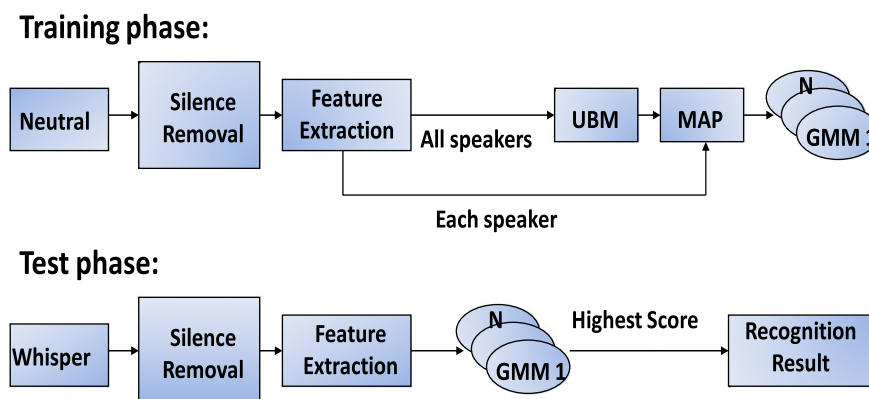 Training phase:
Neutral
Silence
Removal
Feature
Extraction
All speakers
UBM
MAP
N
GMM 1
Each speaker
Test phase:
Whisper
Silence
Removal
Feature
Extraction
N
GMM 1
Highest Score
Recognition
Result